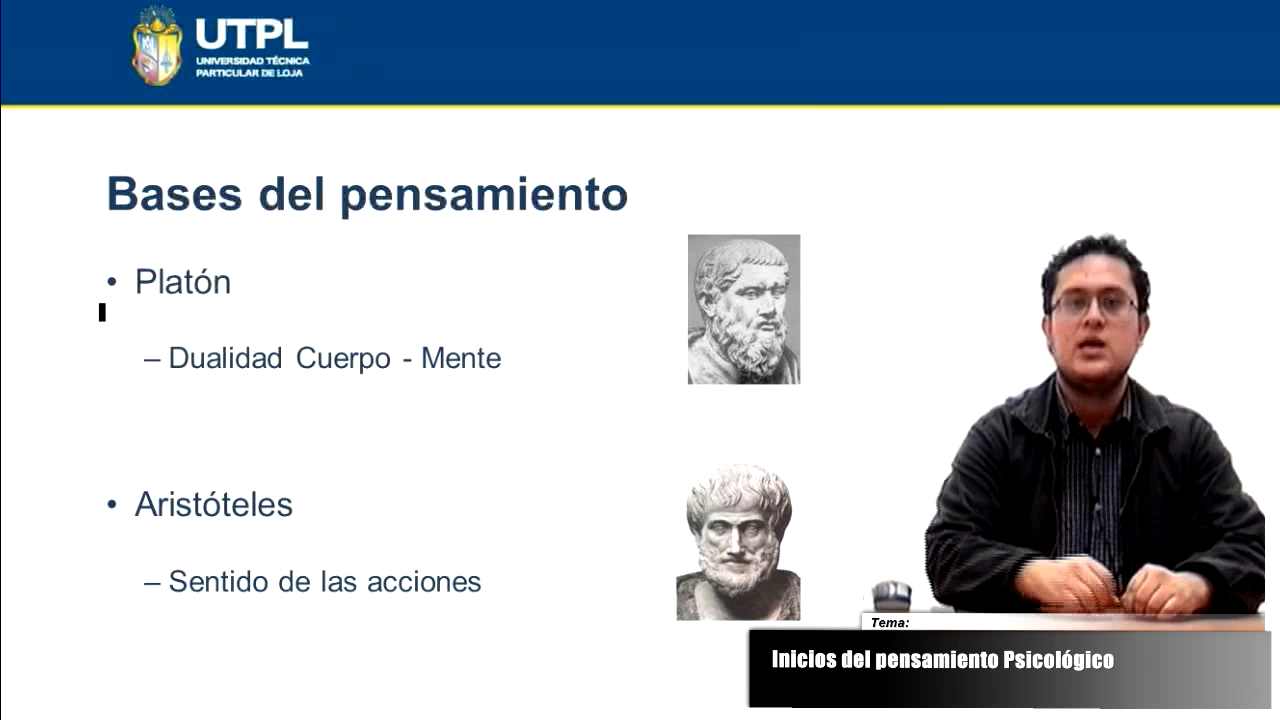 UTPL
UNIVERSIDAD TÉCNICA
PARTICULAR DE LOJA
Bases del pensamiento
• Platón
– Dualidad Cuerpo - Mente
• Aristóteles
– Sentido de las acciones
Tema:
Inicios del pensamiento Psicológico